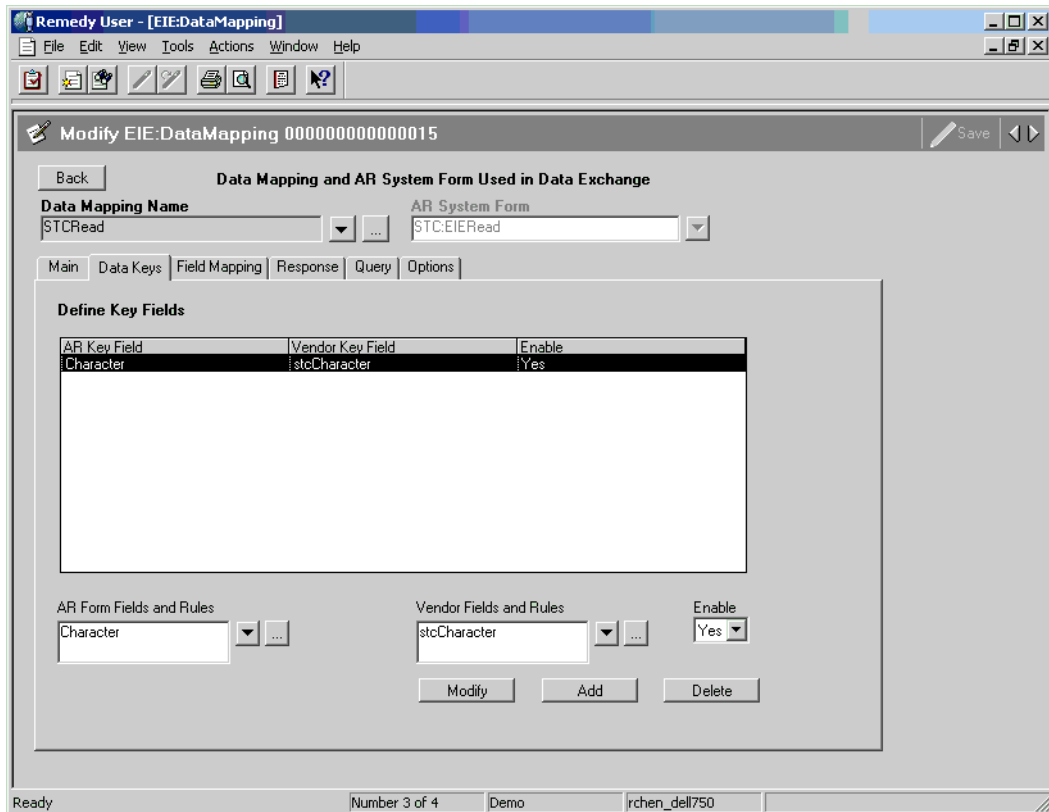 Remedy User - [EIE:DataMapping]
File Edit View Tools Actions Window Help
Modify EIE:DataMapping 000000000000015
Save
Back
Data Mapping and AR System Form Used in Data Exchange
Data Mapping Name AR System Form
STCRead ... STC:EIERead
Main Data Keys Field Mapping Response Query Options
Define Key Fields
AR Key Field Vendor Key Field Enable
Character stcCharacter Yes
AR Form Fields and Rules Vendor Fields and Rules Enable
Character ... stcCharacter ... Yes
Modify Add Delete
Ready Number 3 of 4 Demo rchen_dell750